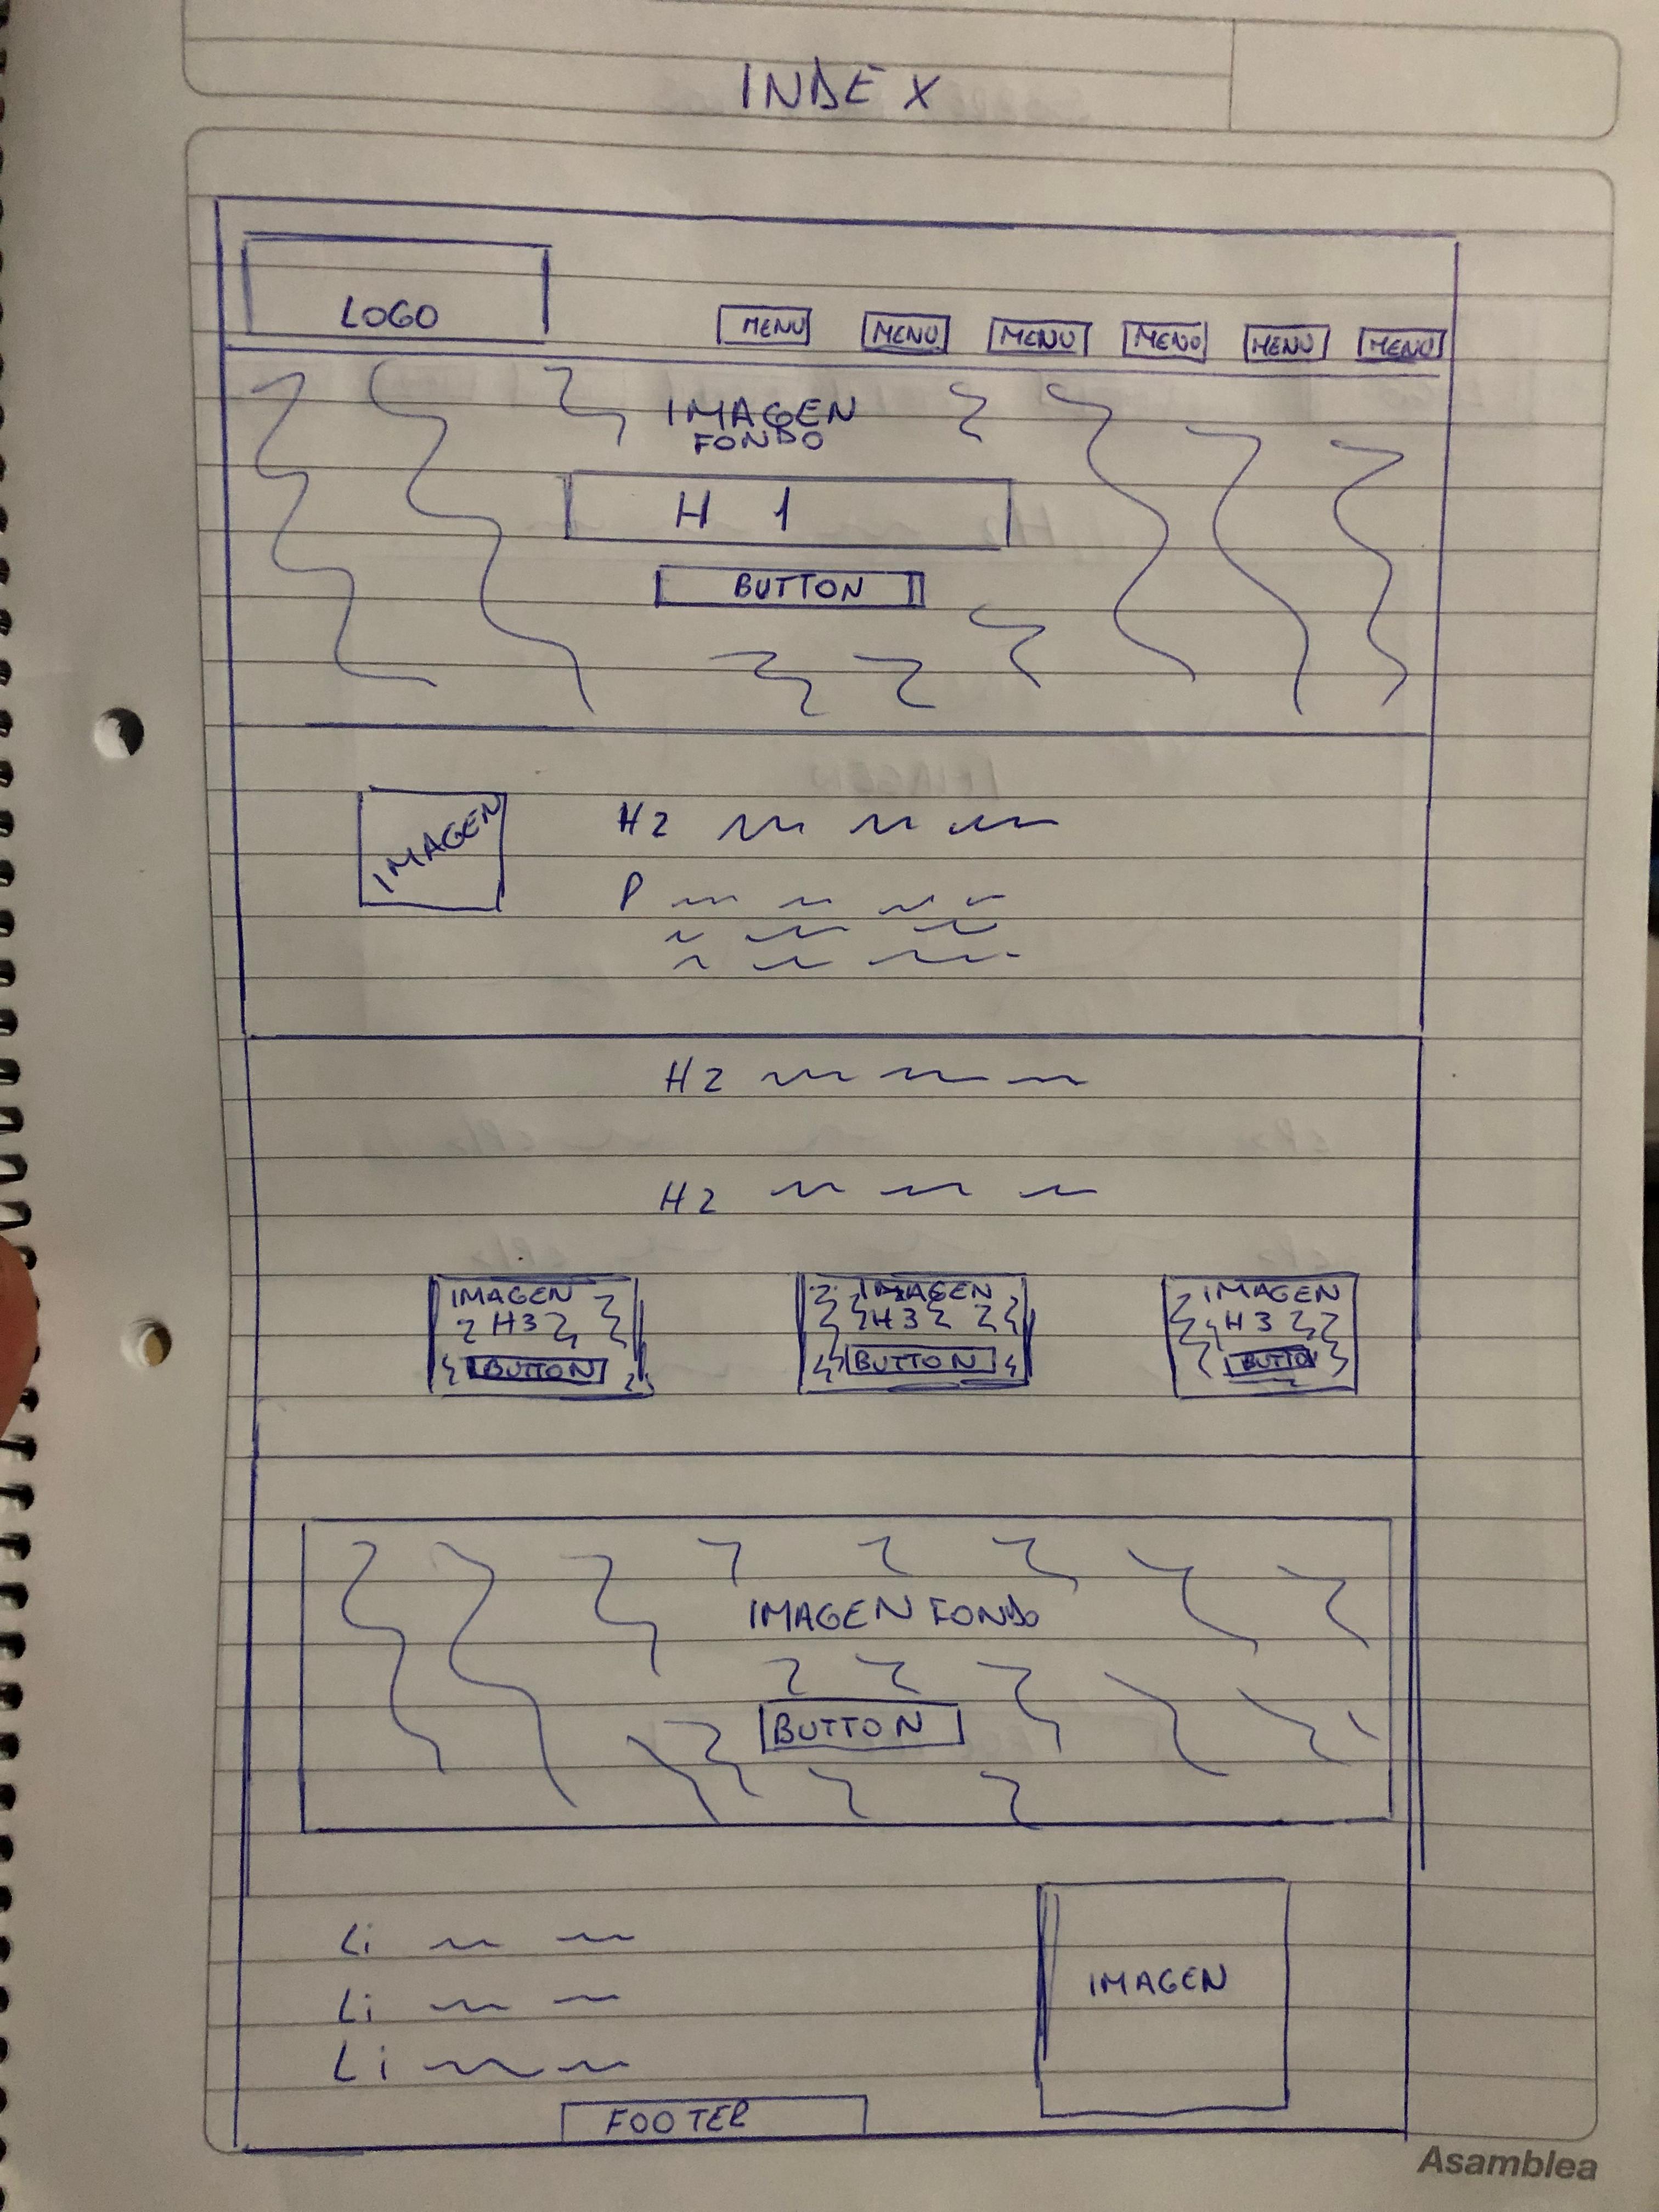 INDEX
LOGO
MENU MENU MENU MENU MENU MENU
IMAGEN
FONDO
H 1
BUTTON
IMAGEN
H2
P
H2
H2
IMAGEN IMAGEN IMAGEN
H3 H3 H3
BUTTON BUTTON BUTTO
IMAGEN FONDO
BUTTON
Li
Li
Li
IMAGEN
FOOTER
Asamblea